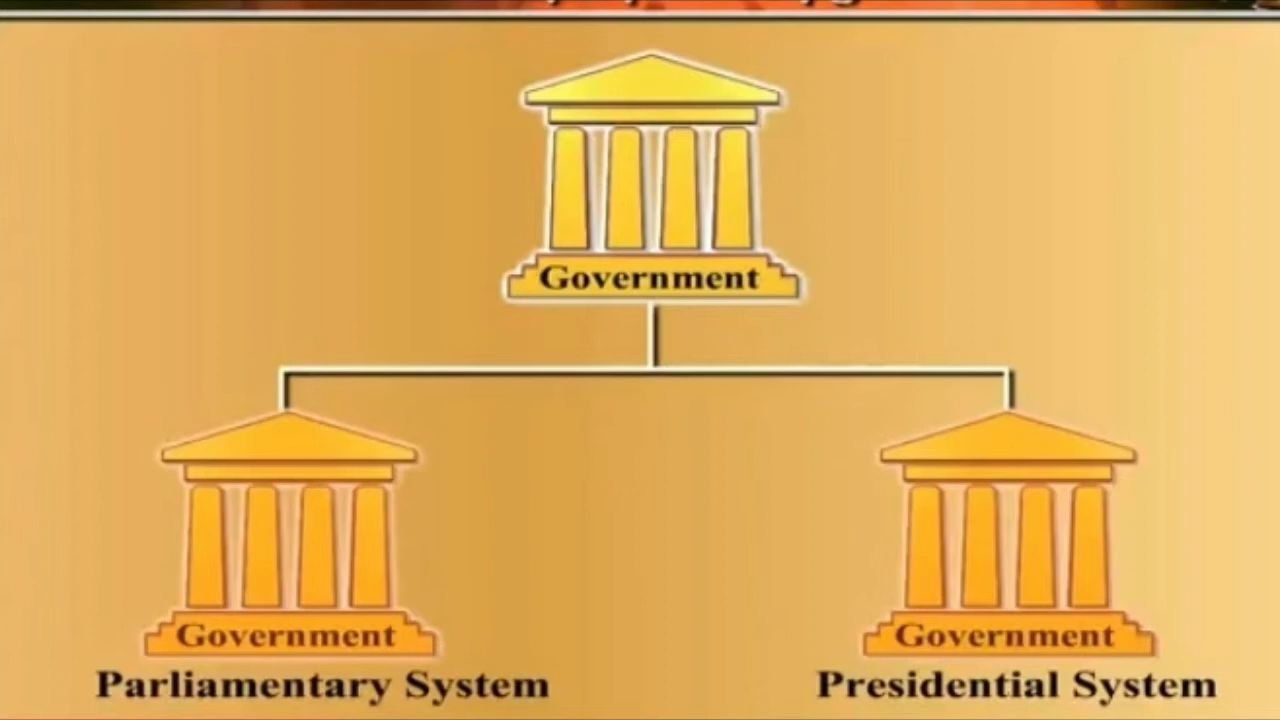 Government
Government
Government
Parliamentary System
Presidential System